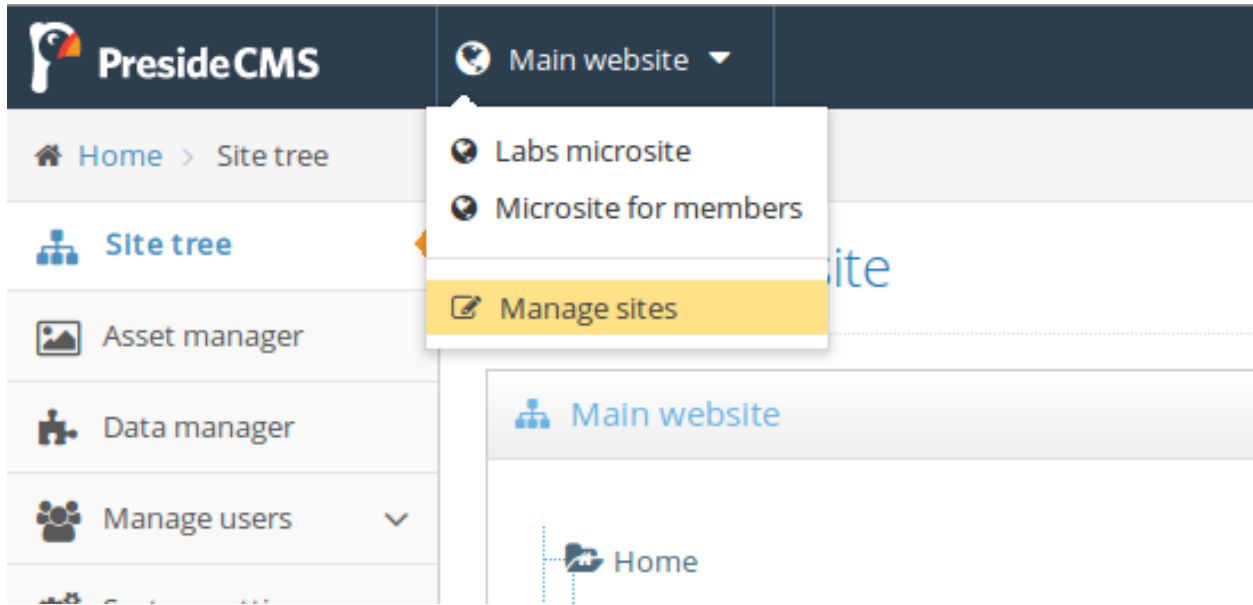 PresideCMS
Main website
Labs microsite
Microsite for members
Manage sites
Home > Site tree
Site tree
Asset manager
Data manager
Manage users
Main website
Home